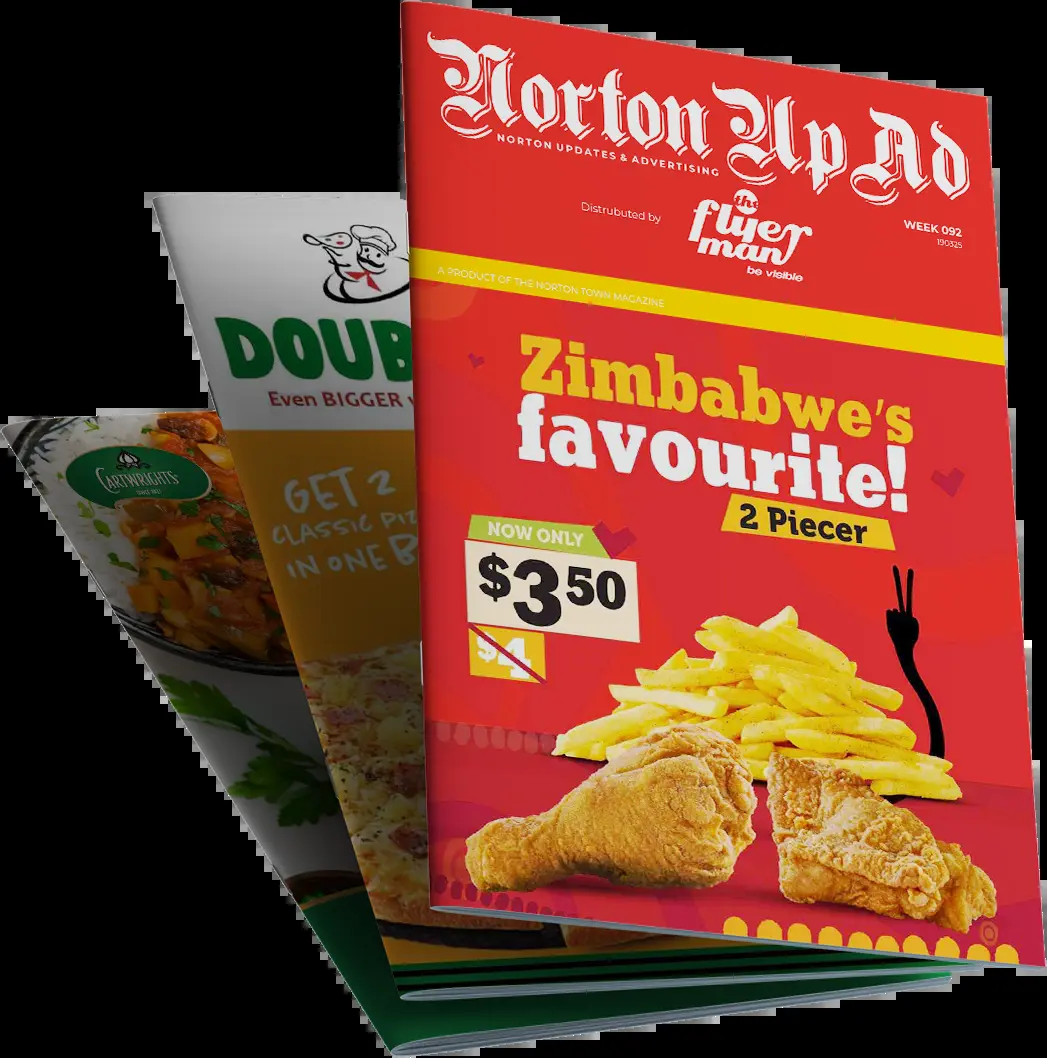 Norton Up Ad
NORTON UPDATES & ADVERTISING
Distrubuted by
the
flyer
man
be visible
WEEK 092
190325
A PRODUCT OF THE NORTON TOWN MAGAZINE
Zimbabwe's
favourite!
2 Piecer
NOW ONLY
$3 50
$4
DOUB
Even BIGGER
GET 2
CLASSIC PIZ
IN ONE B
CARTWRIGHTS